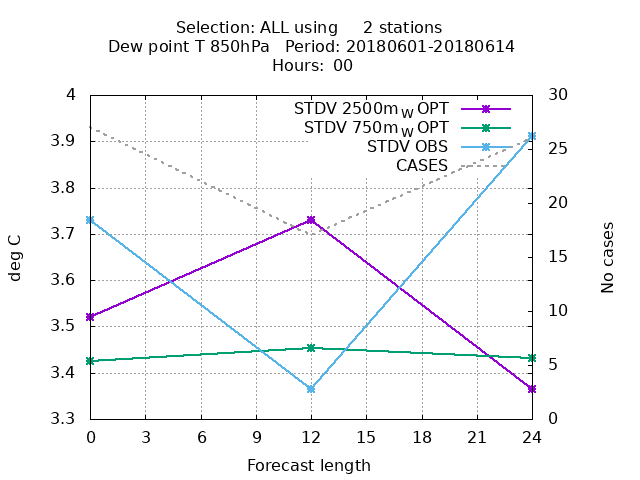 Selection: ALL using     2 stations
Dew point T 850hPa   Period: 20180601-20180614
Hours:  00
STDV 2500m_W OPT
STDV 750m_W OPT
STDV OBS
CASES
deg C
4
3.9
3.8
3.7
3.6
3.5
3.4
3.3
30
25
20
15
10
5
0
No cases
0 3 6 9 12 15 18 21 24
Forecast length